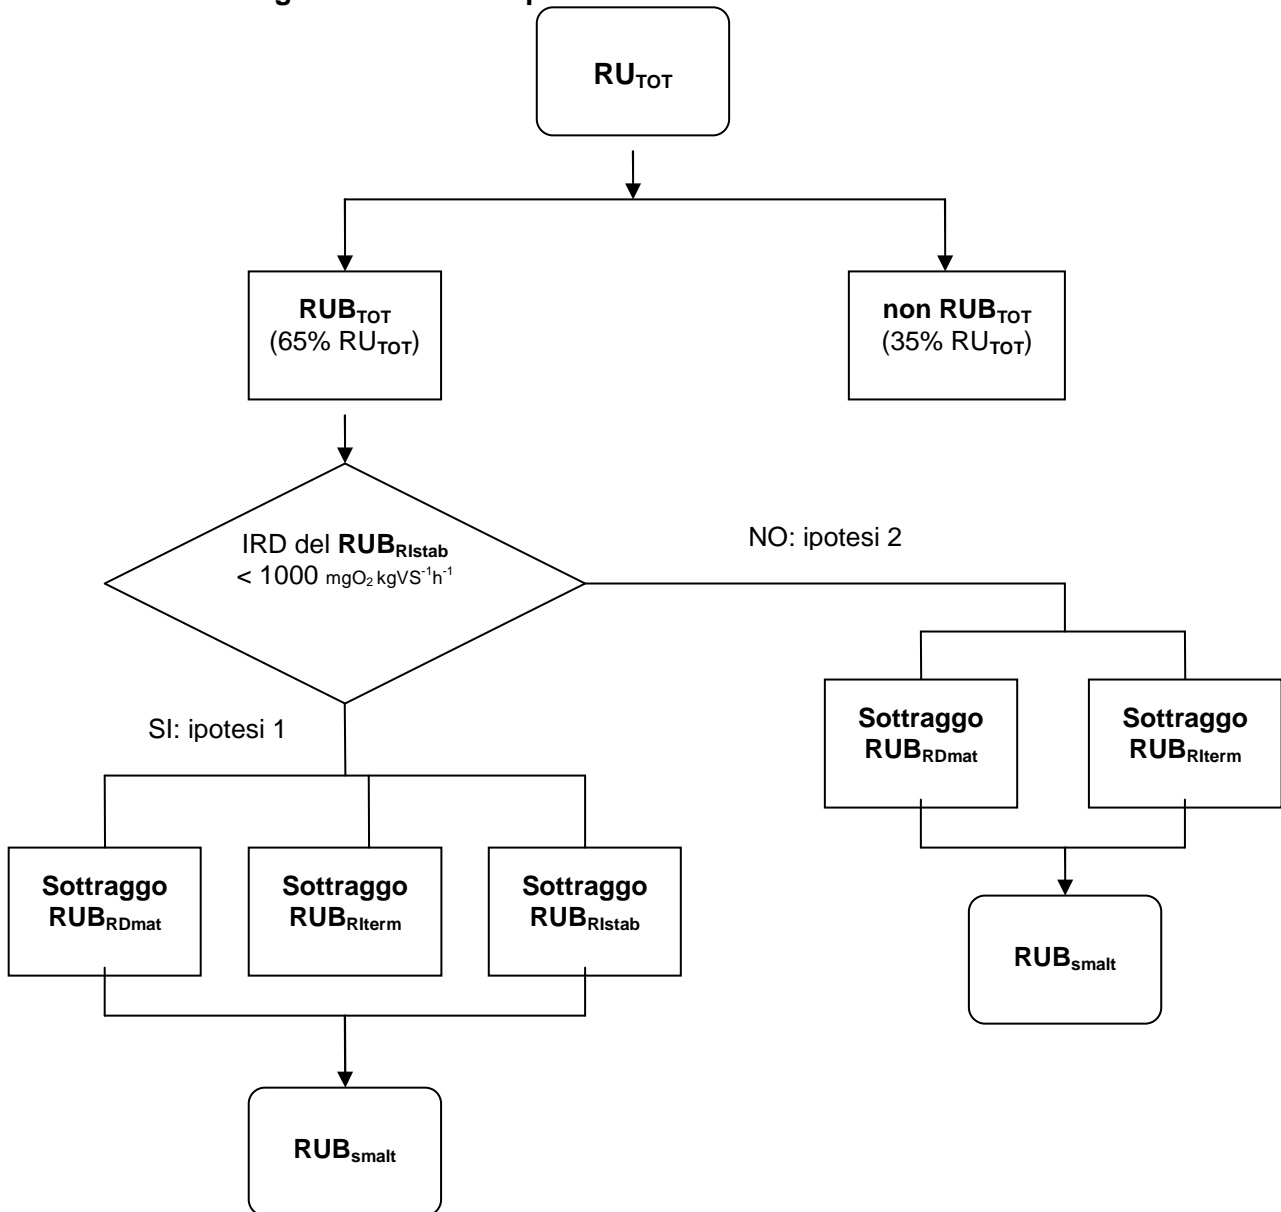 RU_TOT
RUB_TOT
(65% RU_TOT)
non RUB_TOT
(35% RU_TOT)
IRD del RUB_RIstab
< 1000 mgO₂ kgVS⁻¹h⁻¹
NO: ipotesi 2
SI: ipotesi 1
Sottraggo
RUB_RDmat
Sottraggo
RUB_RIterm
Sottraggo
RUB_RDmat
Sottraggo
RUB_RIterm
Sottraggo
RUB_RIstab
RUB_smalt
RUB_smalt